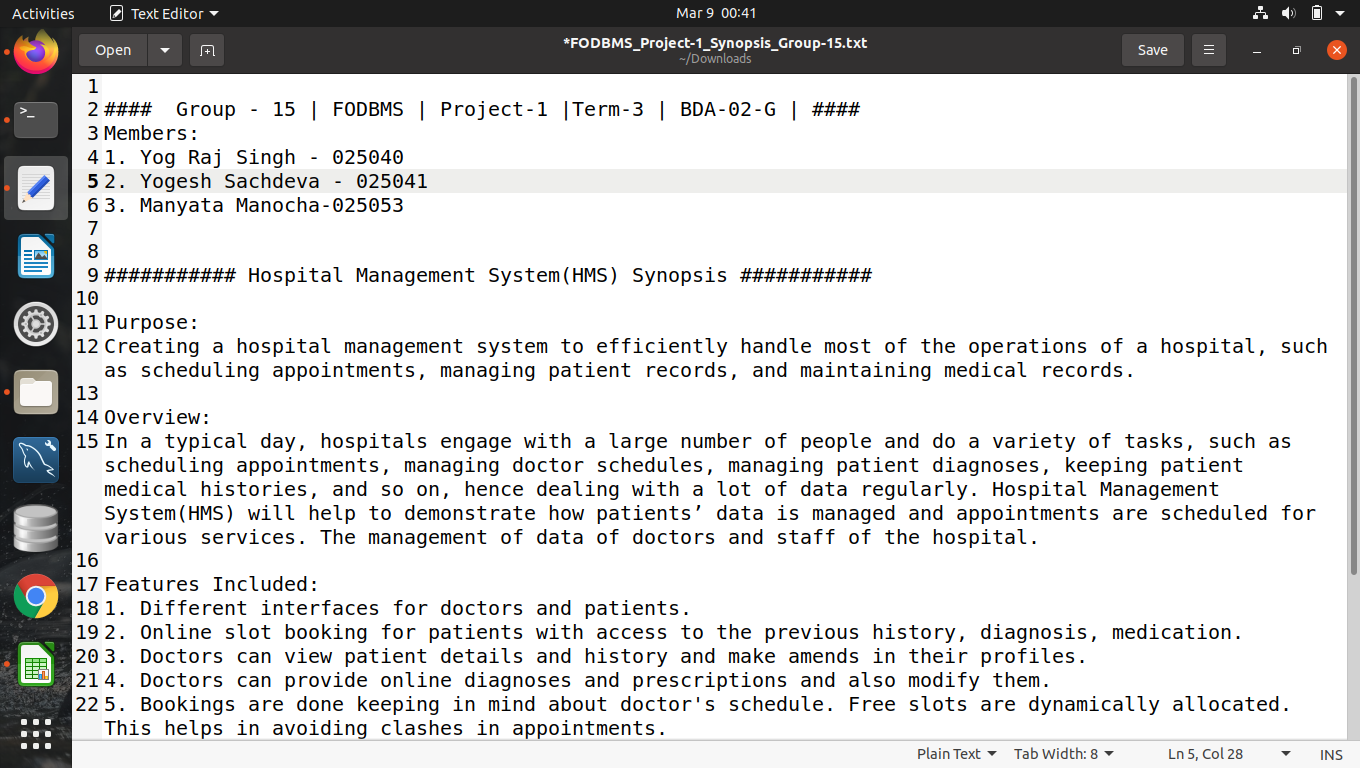 Activities Text Editor Mar 9 00:41
Open *FODBMS_Project-1_Synopsis_Group-15.txt Save
~/Downloads
1
2 ####  Group - 15 | FODBMS | Project-1 |Term-3 | BDA-02-G | ####
3 Members:
4 1. Yog Raj Singh - 025040
5 2. Yogesh Sachdeva - 025041
6 3. Manyata Manocha-025053
7
8
9 ########### Hospital Management System(HMS) Synopsis ###########
10
11 Purpose:
12 Creating a hospital management system to efficiently handle most of the operations of a hospital, such
as scheduling appointments, managing patient records, and maintaining medical records.
13
14 Overview:
15 In a typical day, hospitals engage with a large number of people and do a variety of tasks, such as
scheduling appointments, managing doctor schedules, managing patient diagnoses, keeping patient
medical histories, and so on, hence dealing with a lot of data regularly. Hospital Management
System(HMS) will help to demonstrate how patients’ data is managed and appointments are scheduled for
various services. The management of data of doctors and staff of the hospital.
16
17 Features Included:
18 1. Different interfaces for doctors and patients.
19 2. Online slot booking for patients with access to the previous history, diagnosis, medication.
20 3. Doctors can view patient details and history and make amends in their profiles.
21 4. Doctors can provide online diagnoses and prescriptions and also modify them.
22 5. Bookings are done keeping in mind about doctor's schedule. Free slots are dynamically allocated.
This helps in avoiding clashes in appointments.
Plain Text Tab Width: 8 Ln 5, Col 28 INS